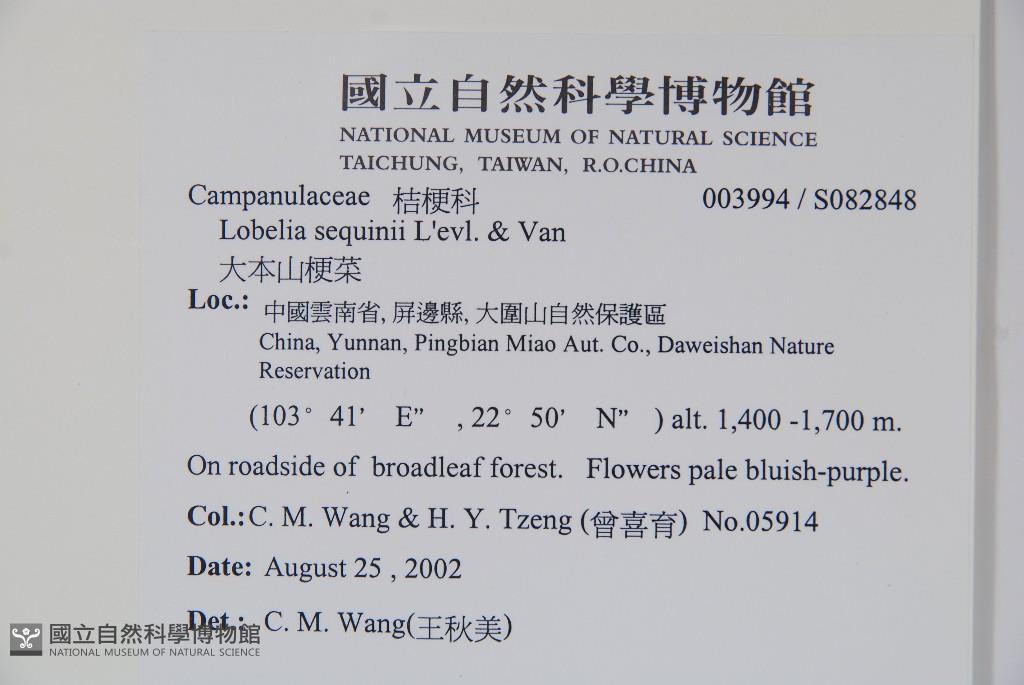 國立自然科學博物館
NATIONAL MUSEUM OF NATURAL SCIENCE
TAICHUNG, TAIWAN, R.O.CHINA
Campanulaceae 桔梗科 003994 / S082848
Lobelia sequinii L'evl. & Van
大本山梗菜
Loc.: 中國雲南省, 屏邊縣, 大圍山自然保護區
China, Yunnan, Pingbian Miao Aut. Co., Daweishan Nature
Reservation
(103° 41’ E” , 22° 50’ N” ) alt. 1,400 -1,700 m.
On roadside of broadleaf forest. Flowers pale bluish-purple.
Col.: C. M. Wang & H. Y. Tzeng (曾喜育) No.05914
Date: August 25 , 2002
Det.: C. M. Wang(王秋美)
國立自然科學博物館
NATIONAL MUSEUM OF NATURAL SCIENCE